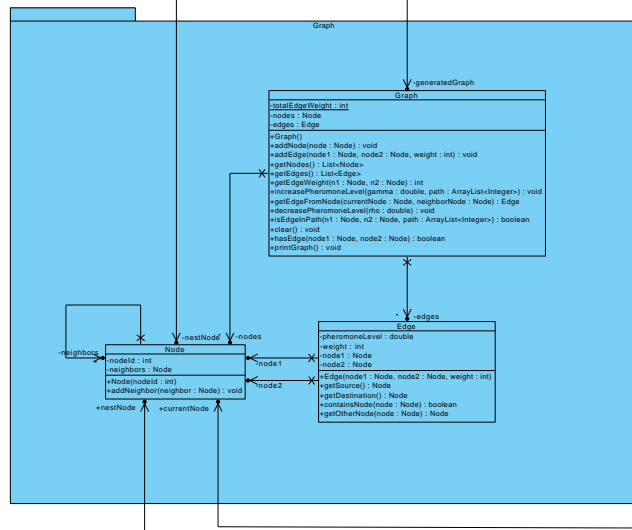 Graph
-generatedGraph
Graph
-totalEdgeWeight : int
-nodes : Node
-edges : Edge
+Graph()
+addNode(node : Node) : void
+addEdge(node1 : Node, node2 : Node, weight : int) : void
+getNodes() : List<Node>
+getEdges() : List<Edge>
+getEdgeWeight(n1 : Node, n2 : Node) : int
+increasePheromoneLevel(gamma : double, path : ArrayList<Integer>) : void
+getEdgeFromNode(currentNode : Node, neighborNode : Node) : Edge
+decreasePheromoneLevel(rho : double) : void
+isEdgeInPath(n1 : Node, n2 : Node, path : ArrayList<Integer>) : boolean
+clear() : void
+hasEdge(node1 : Node, node2 : Node) : boolean
+printGraph() : void
* -edges
-nestNode * -nodes
Edge
-pheromoneLevel : double
-weight : int
-node1 : Node
-node2 : Node
+Edge(node1 : Node, node2 : Node, weight : int)
+getSource() : Node
+getDestination() : Node
+containsNode(node : Node) : boolean
+getOtherNode(node : Node) : Node
-neighbors
*
Node
-nodeId : int
-neighbors : Node
+Node(nodeId : int)
+addNeighbor(neighbor : Node) : void
-node1
-node2
+nestNode +currentNode